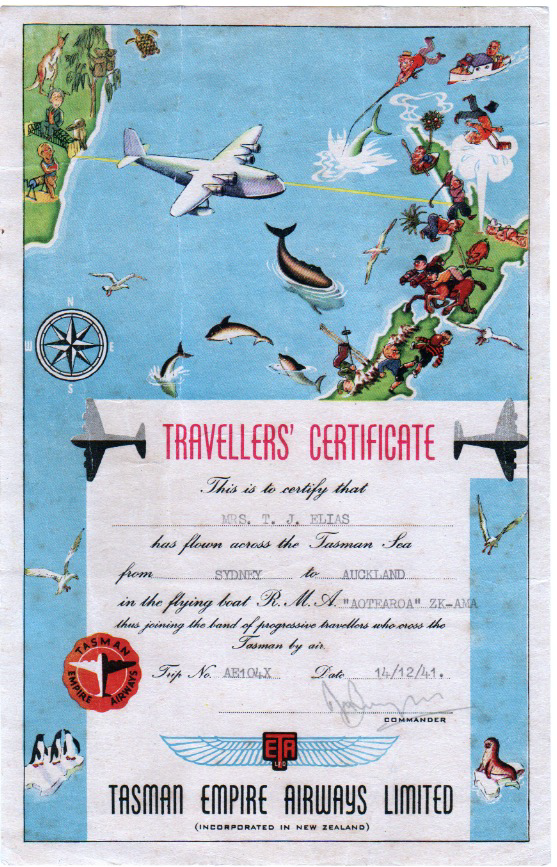 N
W E
S
TRAVELLERS' CERTIFICATE
This is to certify that
MRS. T. J. ELIAS
has flown across the Tasman Sea
from SYDNEY to AUCKLAND
in the flying boat R.M.A. "AOTEAROA" ZK-AMA
thus joining the band of progressive travellers who cross the
Tasman by air.
Trip No. AE104X Date 14/12/41.
COMMANDER
TASMAN
EMPIRE AIRWAYS
TEA
LTD
TASMAN EMPIRE AIRWAYS LIMITED
(INCORPORATED IN NEW ZEALAND)